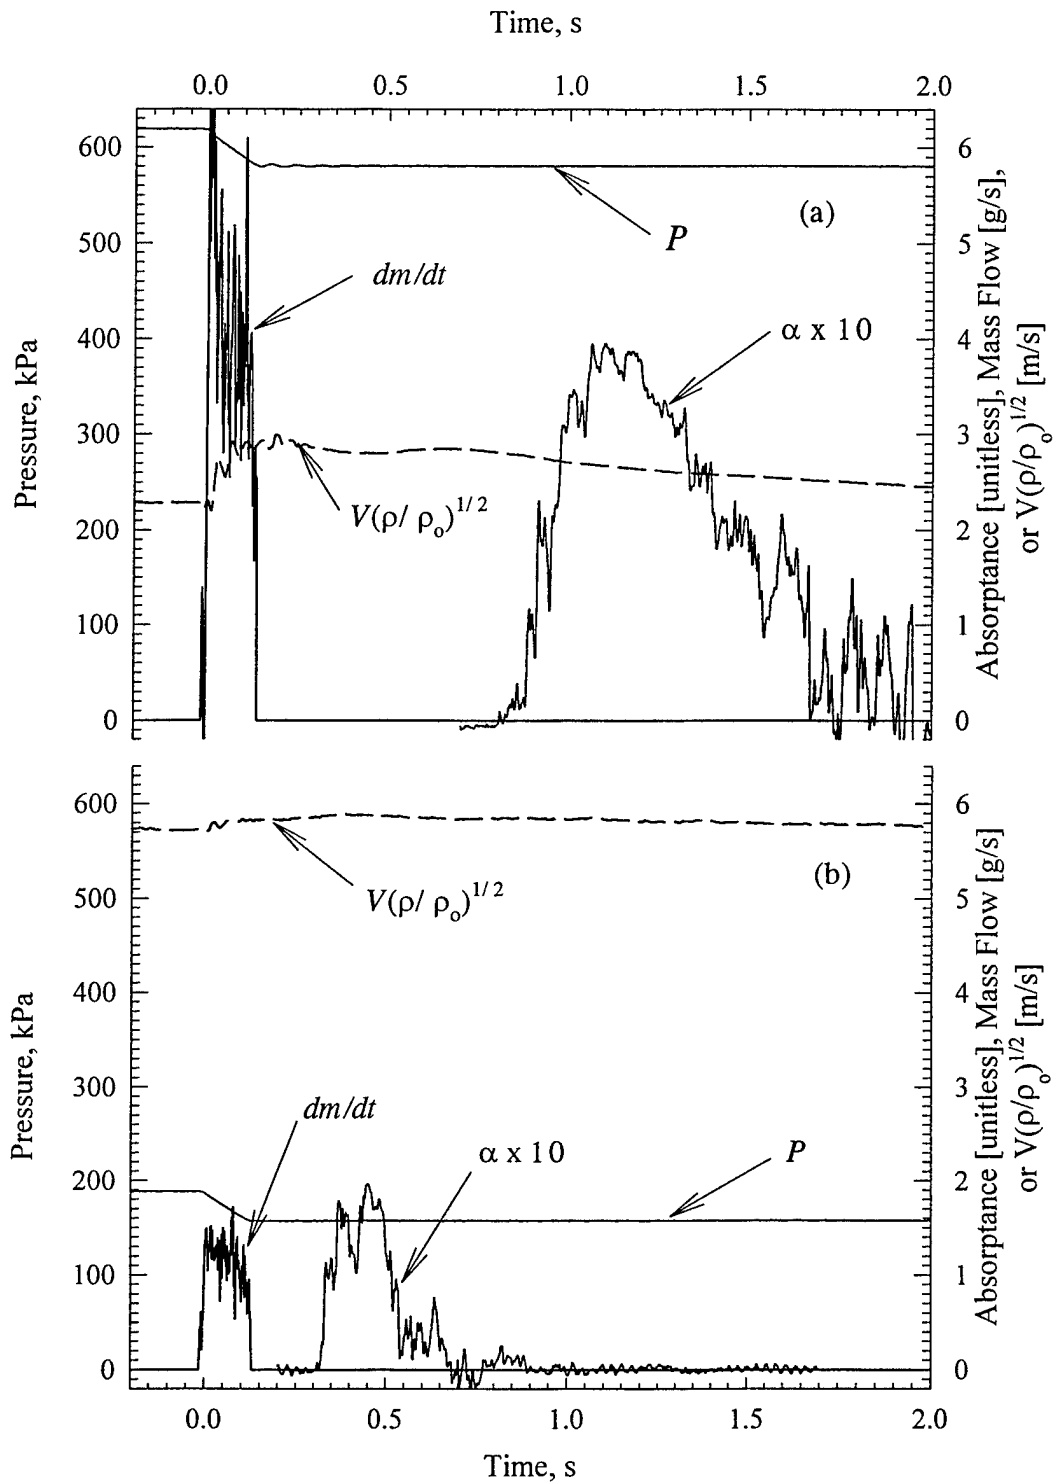 Time, s
0.0 0.5 1.0 1.5 2.0
600
500
400
300
200
100
0
Pressure, kPa
6
5
4
3
2
1
0
Absorptance [unitless], Mass Flow [g/s],
or V(ρ/ρo)1/2 [m/s]
(a)
P
dm/dt
α x 10
V(ρ/ ρo)1/2
600
500
400
300
200
100
0
Pressure, kPa
6
5
4
3
2
1
0
Absorptance [unitless], Mass Flow [g/s]
or V(ρ/ρo)1/2 [m/s]
(b)
V(ρ/ ρo)1/2
dm/dt
α x 10
P
0.0 0.5 1.0 1.5 2.0
Time, s